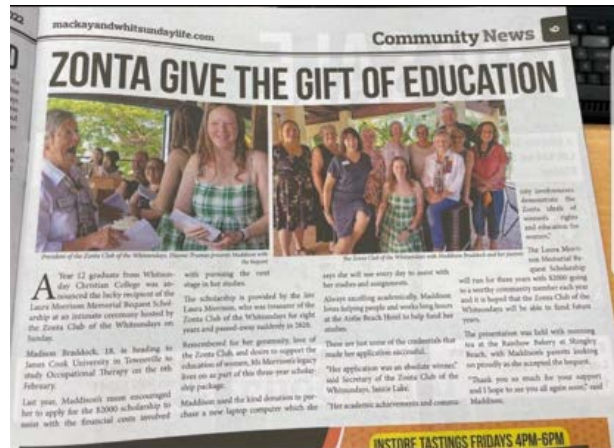 022
mackayandwhitsundaylife.com
Community News
9
ZONTA GIVE THE GIFT OF EDUCATION
President of the Zonta Club of the Whitsundays, Dianne Truman presents Maddison with
the bequest
The Zonta Club of the Whitsundays with Maddison Braddock and her parents
A Year 12 graduate from Whitsun-
day Christian College was an-
nounced the lucky recipient of the
Laura Morrison Memorial Bequest Schol-
arship at an intimate ceremony hosted by
the Zonta Club of the Whitsundays on
Sunday.
Madison Braddock, 18, is heading to
James Cook University in Townsville to
study Occupational Therapy on the 6th
February.
Last year, Maddison's mum encouraged
her to apply for the $2000 scholarship to
assist with the financial costs involved
with pursuing the next
stage in her studies.
The scholarship is provided by the late
Laura Morrison, who was treasurer of the
Zonta Club of the Whitsundays for eight
years and passed-away suddenly in 2020.
Remembered for her generosity, love of
the Zonta Club, and desire to support the
education of women, Ms Morrison's legacy
lives on as part of this three-year scholar-
ship package.
Maddison used the kind donation to pur-
chase a new laptop computer which she
says she will use every day to assist with
her studies and assignments.
Always excelling academically, Maddison
loves helping people and works long hours
at the Airlie Beach Hotel to help fund her
studies.
These are just some of the credentials that
made her application successful.
"Her application was an absolute winner,"
said Secretary of the Zonta Club of the
Whitsundays, Lake.
"Her academic achievements and commu-
nity involvements
demonstrate the
Zonta ideals of
women's rights
and education for
women."
The Laura Morri-
son Memorial Be-
quest Scholarship
will run for three years with $2000 going
to a worthy community member each year
and it is hoped that the Zonta Club of the
Whitsundays will be able to fund future
years.
The presentation was held with morning
tea at the Rainbow Bakery at Shingley
Beach, with Maddison's parents looking
on proudly as she accepted the bequest.
"Thank you so much for your support
and I hope to see you all again soon," said
Maddison.
INSTORE TASTINGS FRIDAYS 4PM-6PM